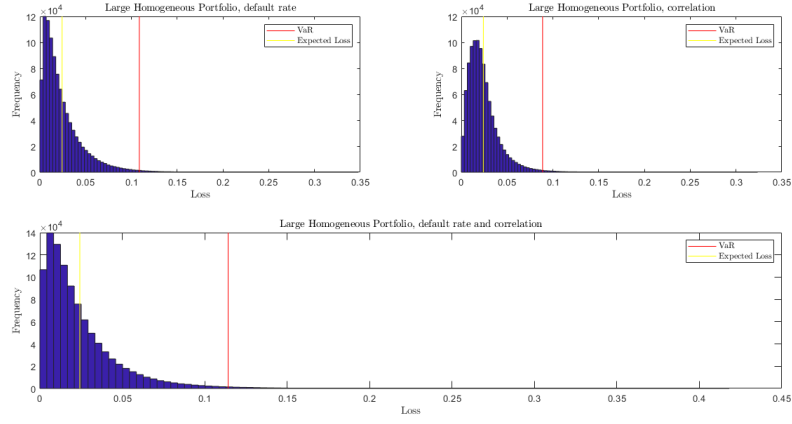 Large Homogeneous Portfolio, default rate
×10⁴
12
10
8
6
4
2
0
Frequency
0 0.05 0.1 0.15 0.2 0.25 0.3 0.35
Loss
VaR
Expected Loss
Large Homogeneous Portfolio, correlation
×10⁴
12
10
8
6
4
2
0
Frequency
0 0.05 0.1 0.15 0.2 0.25 0.3 0.35
Loss
VaR
Expected Loss
Large Homogeneous Portfolio, default rate and correlation
×10⁴
14
12
10
8
6
4
2
0
Frequency
0 0.05 0.1 0.15 0.2 0.25 0.3 0.35 0.4 0.45
Loss
VaR
Expected Loss